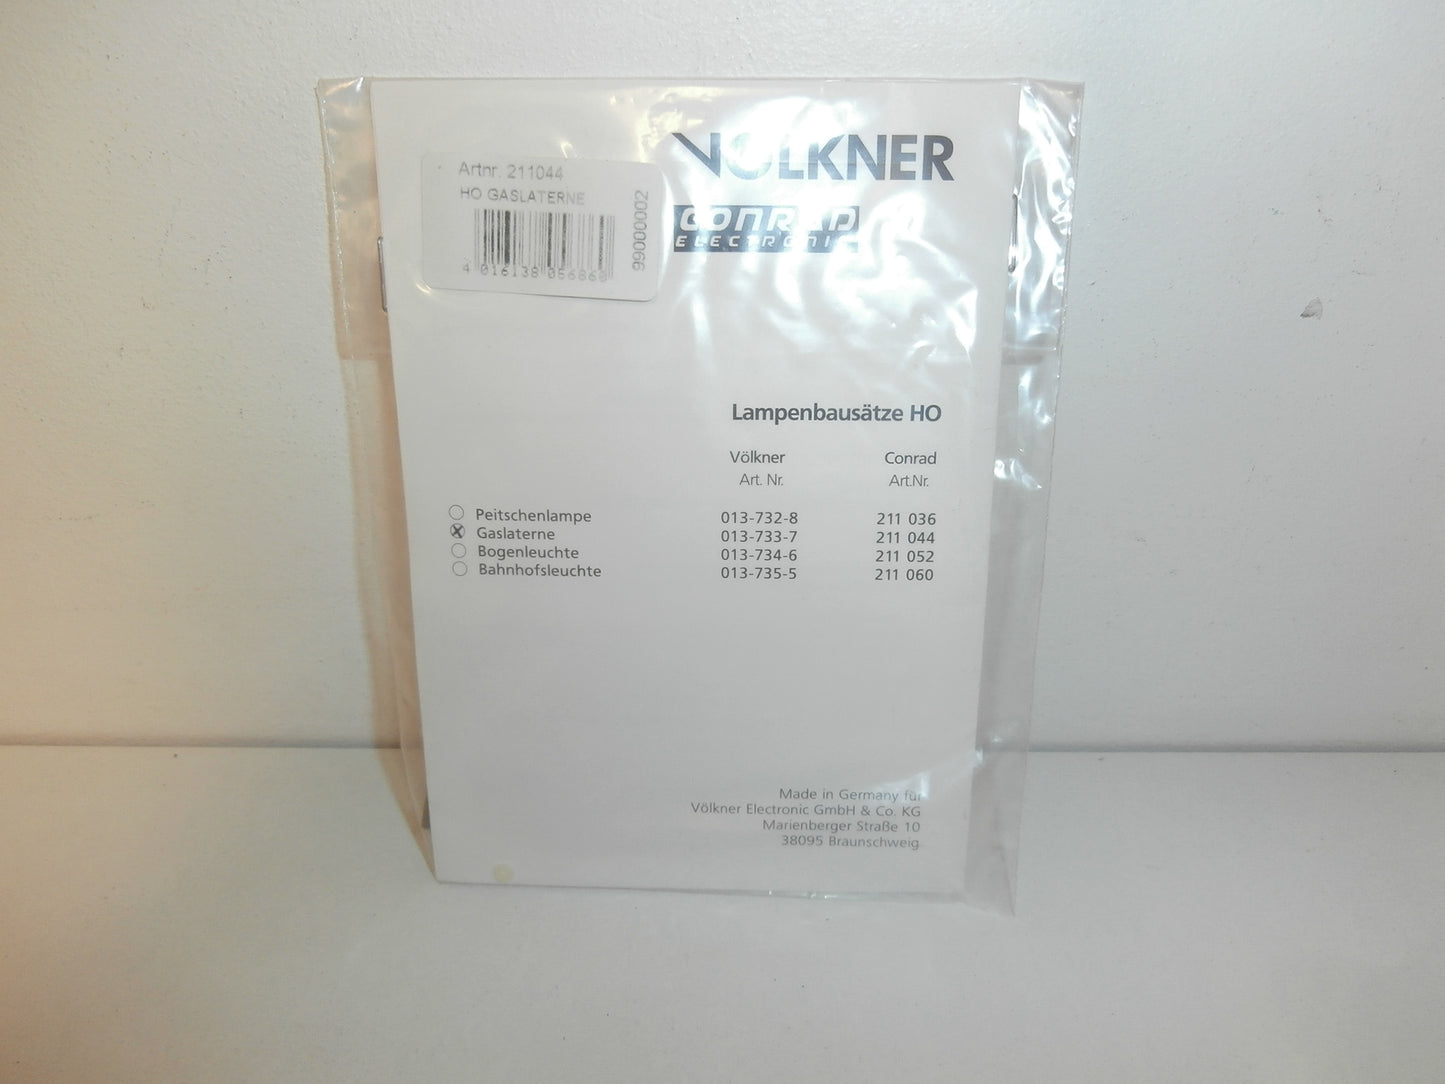 VÖLKNER
CONRAD
ELECTRONIC
Artnr. 211044
HO GASLATERNE
4 016138 056860
99000002
Lampenbausätze HO
Völkner Conrad
Art. Nr. Art.Nr.
Peitschenlampe 013-732-8 211 036
Gaslaterne 013-733-7 211 044
Bogenleuchte 013-734-6 211 052
Bahnhofsleuchte 013-735-5 211 060
Made in Germany für
Völkner Electronic GmbH & Co. KG
Marienberger Straße 10
38095 Braunschweig